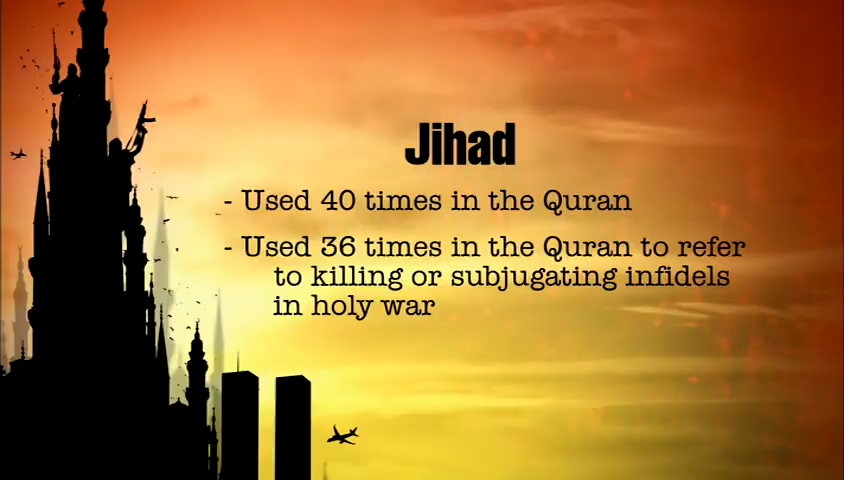 Jihad
- Used 40 times in the Quran
- Used 36 times in the Quran to refer
to killing or subjugating infidels
in holy war